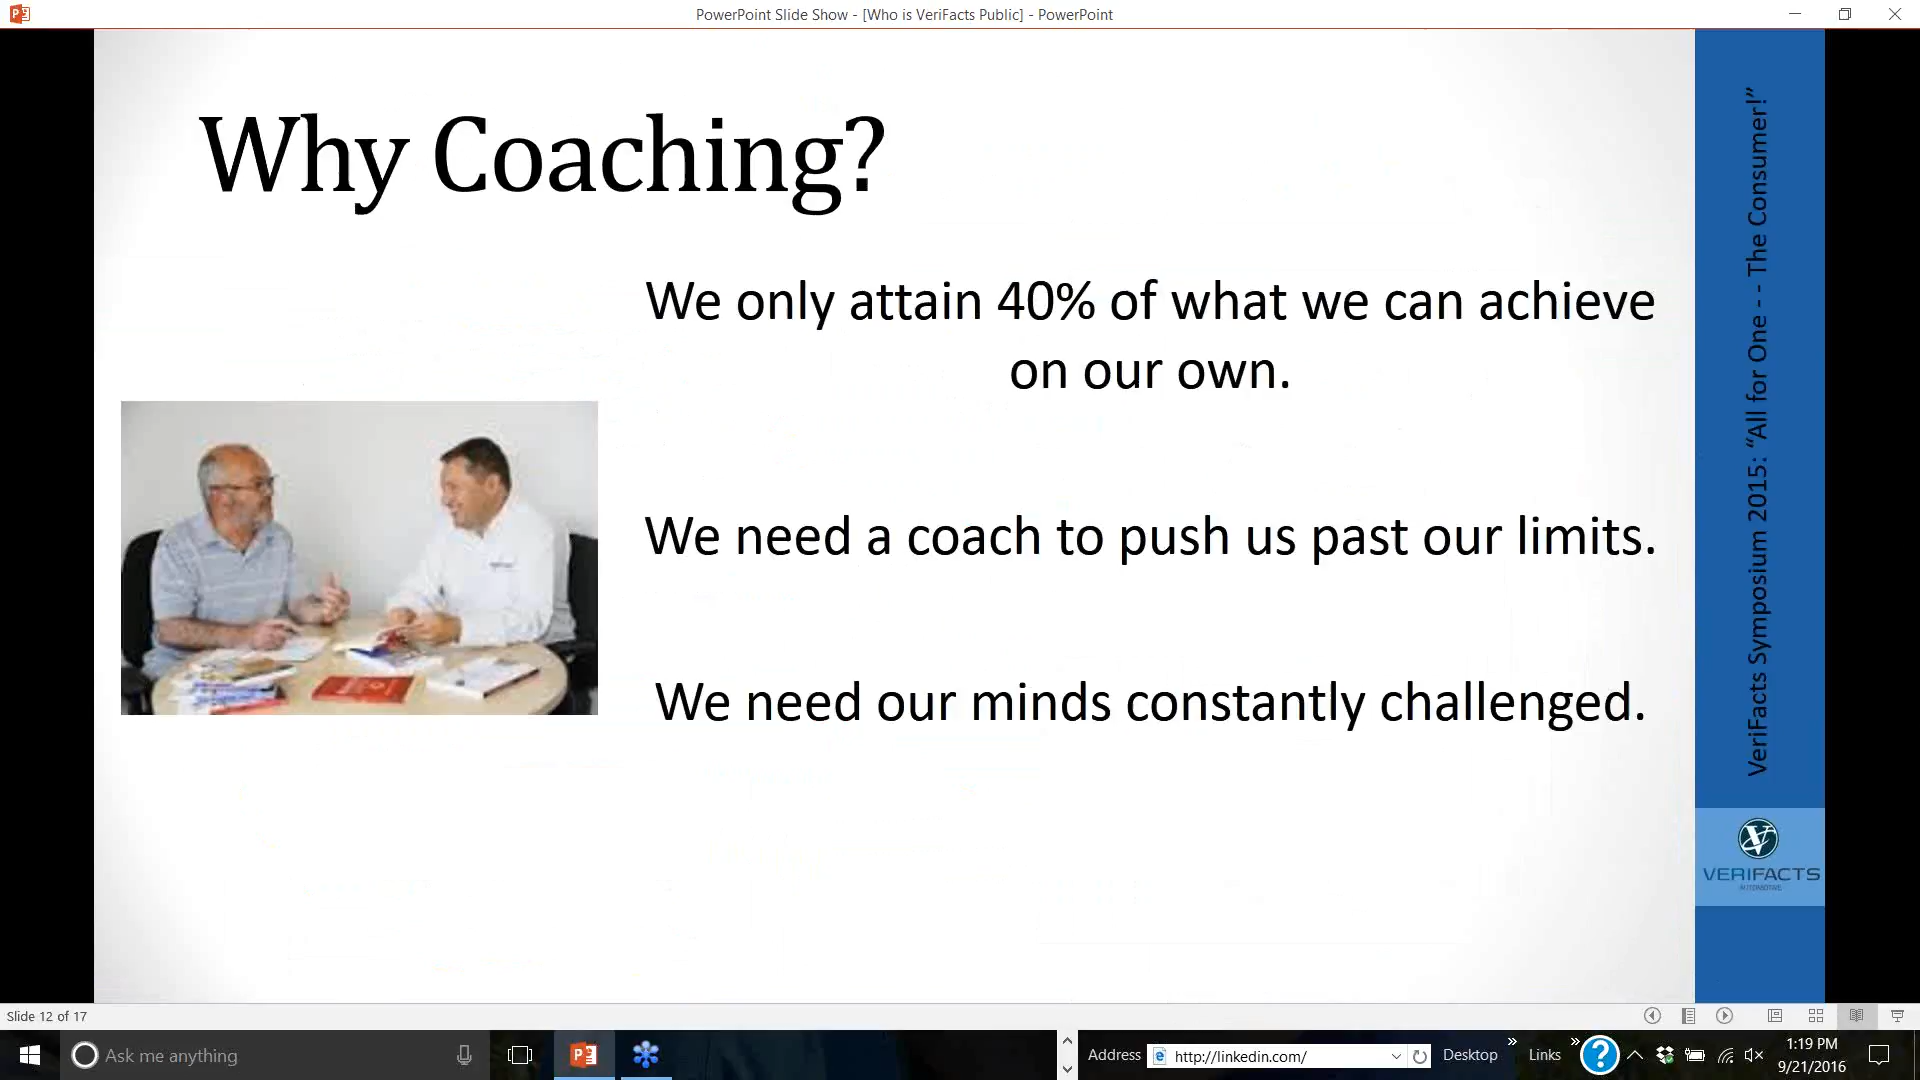 PowerPoint Slide Show - [Who is VeriFacts Public] - PowerPoint
Why Coaching?
We only attain 40% of what we can achieve
on our own.
We need a coach to push us past our limits.
We need our minds constantly challenged.
VeriFacts Symposium 2015: “All for One - - The Consumer!”
VERIFACTS
AUTOMOTIVE
Slide 12 of 17
Ask me anything
Address
http://linkedin.com/
Desktop
Links
1:19 PM
9/21/2016